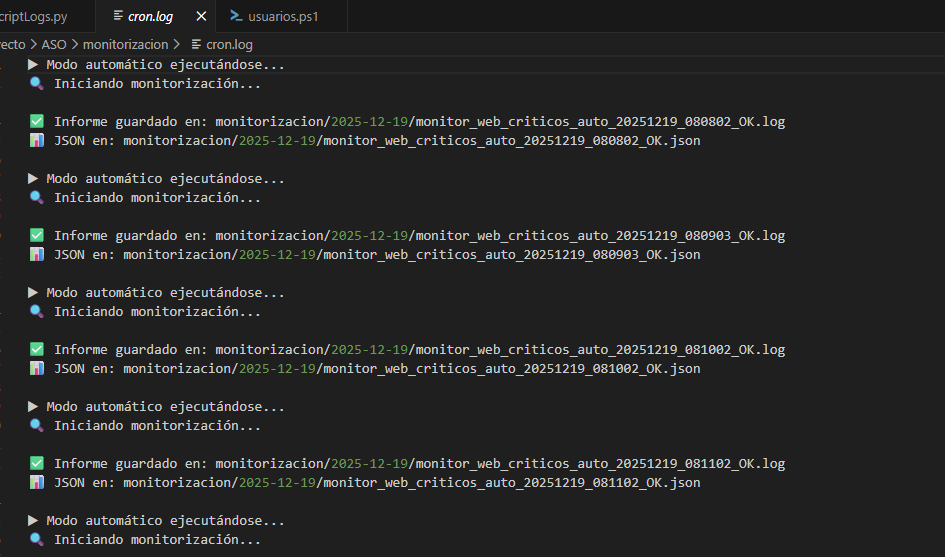 criptLogs.py cron.log usuarios.ps1
ecto > ASO > monitorizacion > cron.log
▶ Modo automático ejecutándose...
🔍 Iniciando monitorización...
✅ Informe guardado en: monitorizacion/2025-12-19/monitor_web_criticos_auto_20251219_080802_OK.log
📊 JSON en: monitorizacion/2025-12-19/monitor_web_criticos_auto_20251219_080802_OK.json
▶ Modo automático ejecutándose...
🔍 Iniciando monitorización...
✅ Informe guardado en: monitorizacion/2025-12-19/monitor_web_criticos_auto_20251219_080903_OK.log
📊 JSON en: monitorizacion/2025-12-19/monitor_web_criticos_auto_20251219_080903_OK.json
▶ Modo automático ejecutándose...
🔍 Iniciando monitorización...
✅ Informe guardado en: monitorizacion/2025-12-19/monitor_web_criticos_auto_20251219_081002_OK.log
📊 JSON en: monitorizacion/2025-12-19/monitor_web_criticos_auto_20251219_081002_OK.json
▶ Modo automático ejecutándose...
🔍 Iniciando monitorización...
✅ Informe guardado en: monitorizacion/2025-12-19/monitor_web_criticos_auto_20251219_081102_OK.log
📊 JSON en: monitorizacion/2025-12-19/monitor_web_criticos_auto_20251219_081102_OK.json
▶ Modo automático ejecutándose...
🔍 Iniciando monitorización...